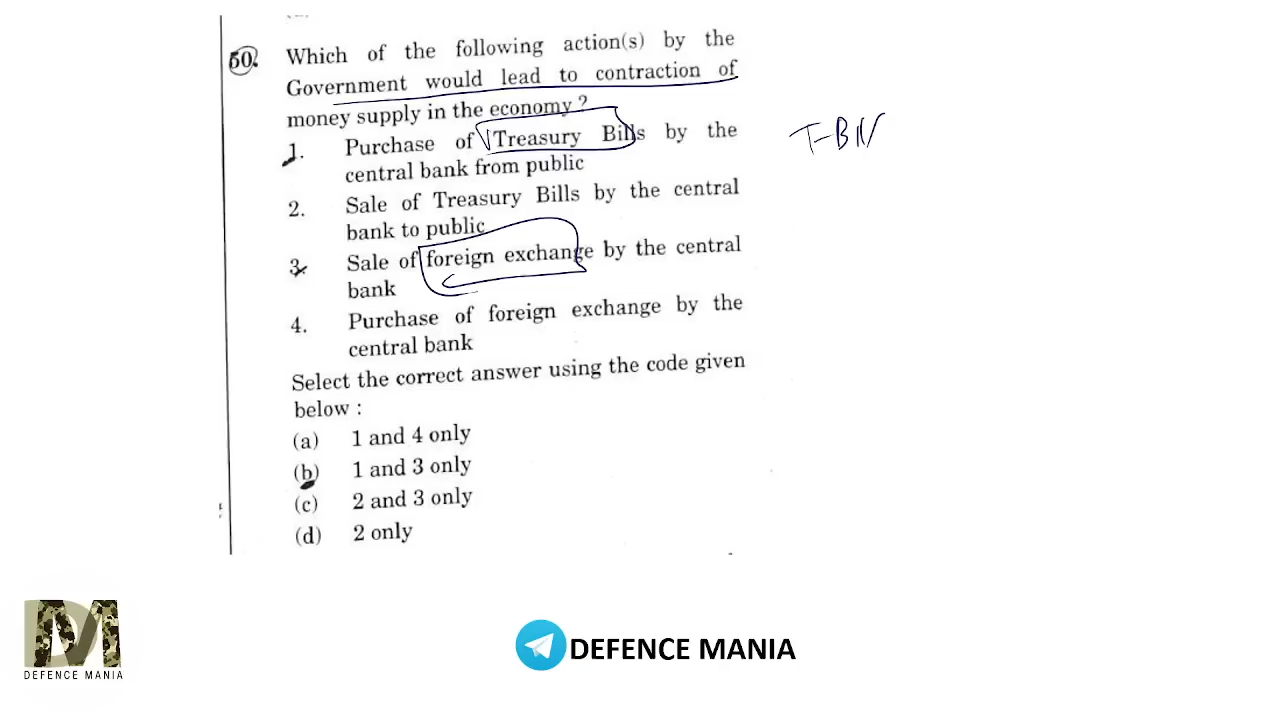 50. Which of the following action(s) by the
Government would lead to contraction of
money supply in the economy ?
1. Purchase of Treasury Bills by the
central bank from public
T-Bill
2. Sale of Treasury Bills by the central
bank to public
3. Sale of foreign exchange by the central
bank
4. Purchase of foreign exchange by the
central bank
Select the correct answer using the code given
below :
(a) 1 and 4 only
(b) 1 and 3 only
(c) 2 and 3 only
(d) 2 only
DM
DEFENCE MANIA
DEFENCE MANIA